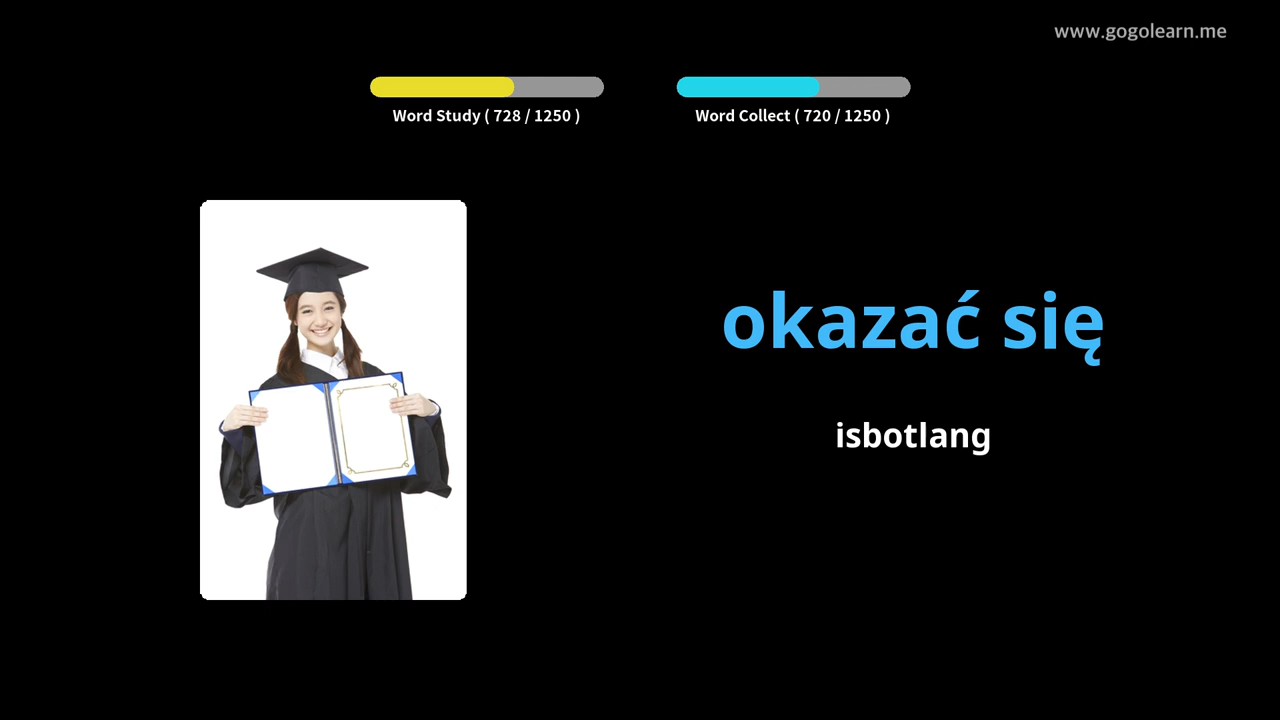 www.gogolearn.me
Word Study ( 728 / 1250 )
Word Collect ( 720 / 1250 )
okazać się
isbotlang